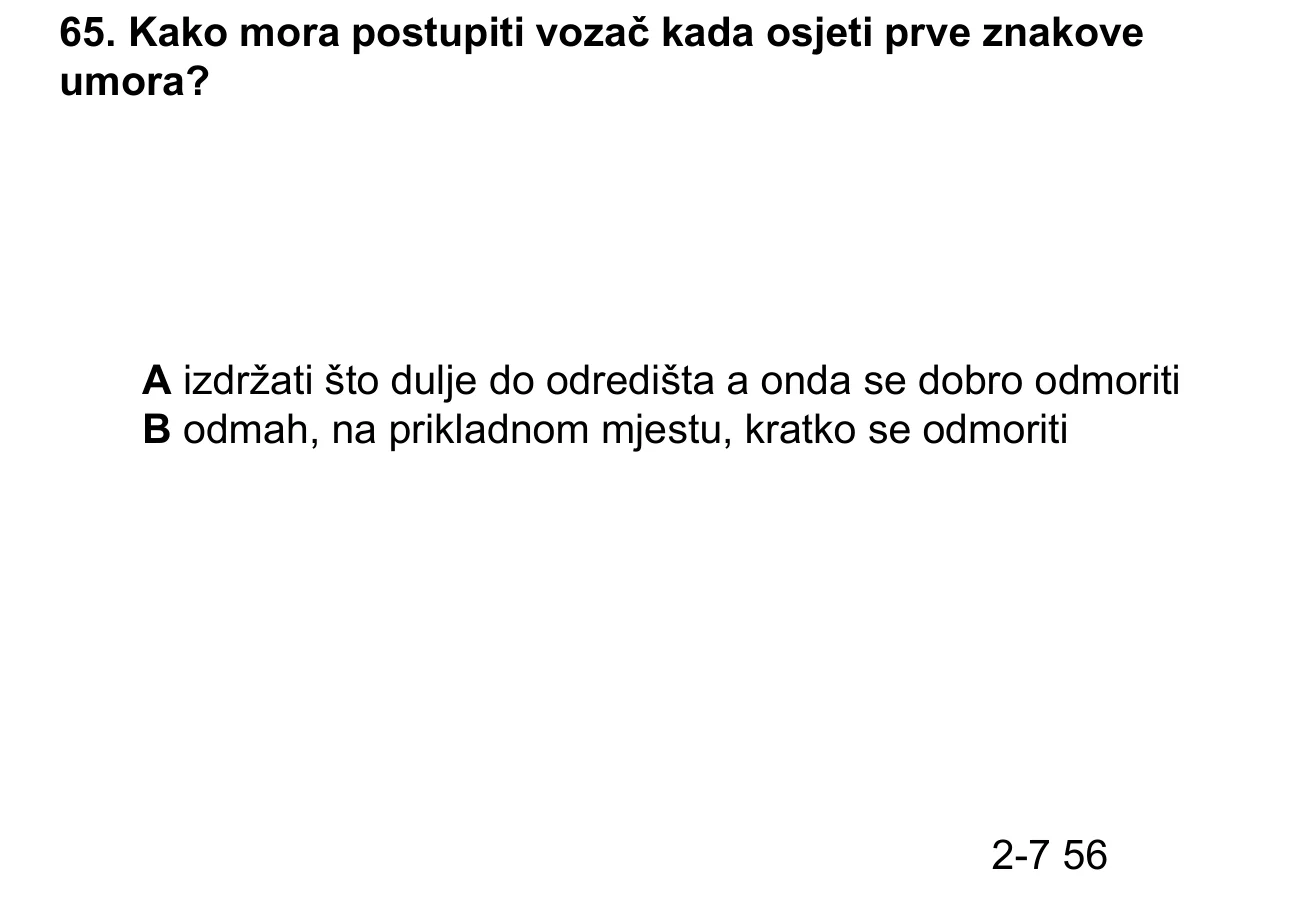 65. Kako mora postupiti vozač kada osjeti prve znakove
umora?
A izdržati što dulje do odredišta a onda se dobro odmoriti
B odmah, na prikladnom mjestu, kratko se odmoriti
2-7 56